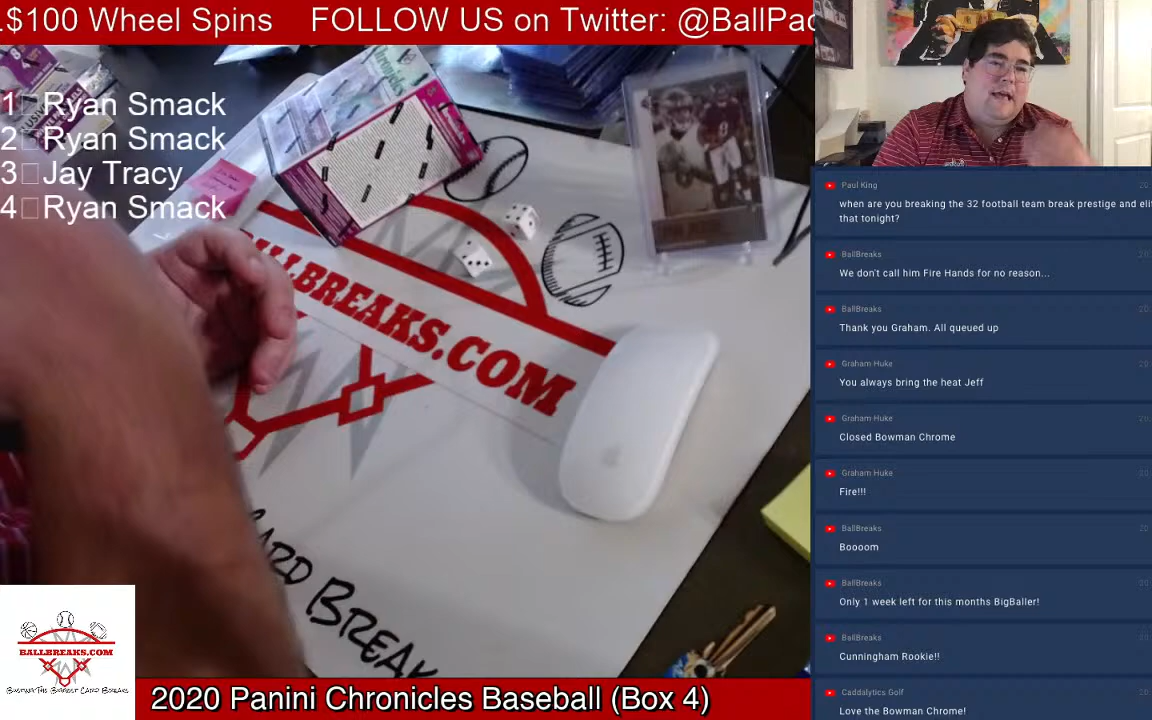 .$100 Wheel Spins FOLLOW US on Twitter: @BallPac
1 Ryan Smack
2 Ryan Smack
3 Jay Tracy
4 Ryan Smack
BALLBREAKS.COM
CARD BREAK
BALLBREAKS.COM
2020 Panini Chronicles Baseball (Box 4)
Paul King
when are you breaking the 32 football team break prestige and eli
that tonight?
BallBreaks
We don't call him Fire Hands for no reason...
BallBreaks
Thank you Graham. All queued up
Graham Huke
You always bring the heat Jeff
Graham Huke
Closed Bowman Chrome
Graham Huke
Fire!!!
BallBreaks
Boooom
BallBreaks
Only 1 week left for this months BigBaller!
BallBreaks
Cunningham Rookie!!
Caddalytics Golf
Love the Bowman Chrome!